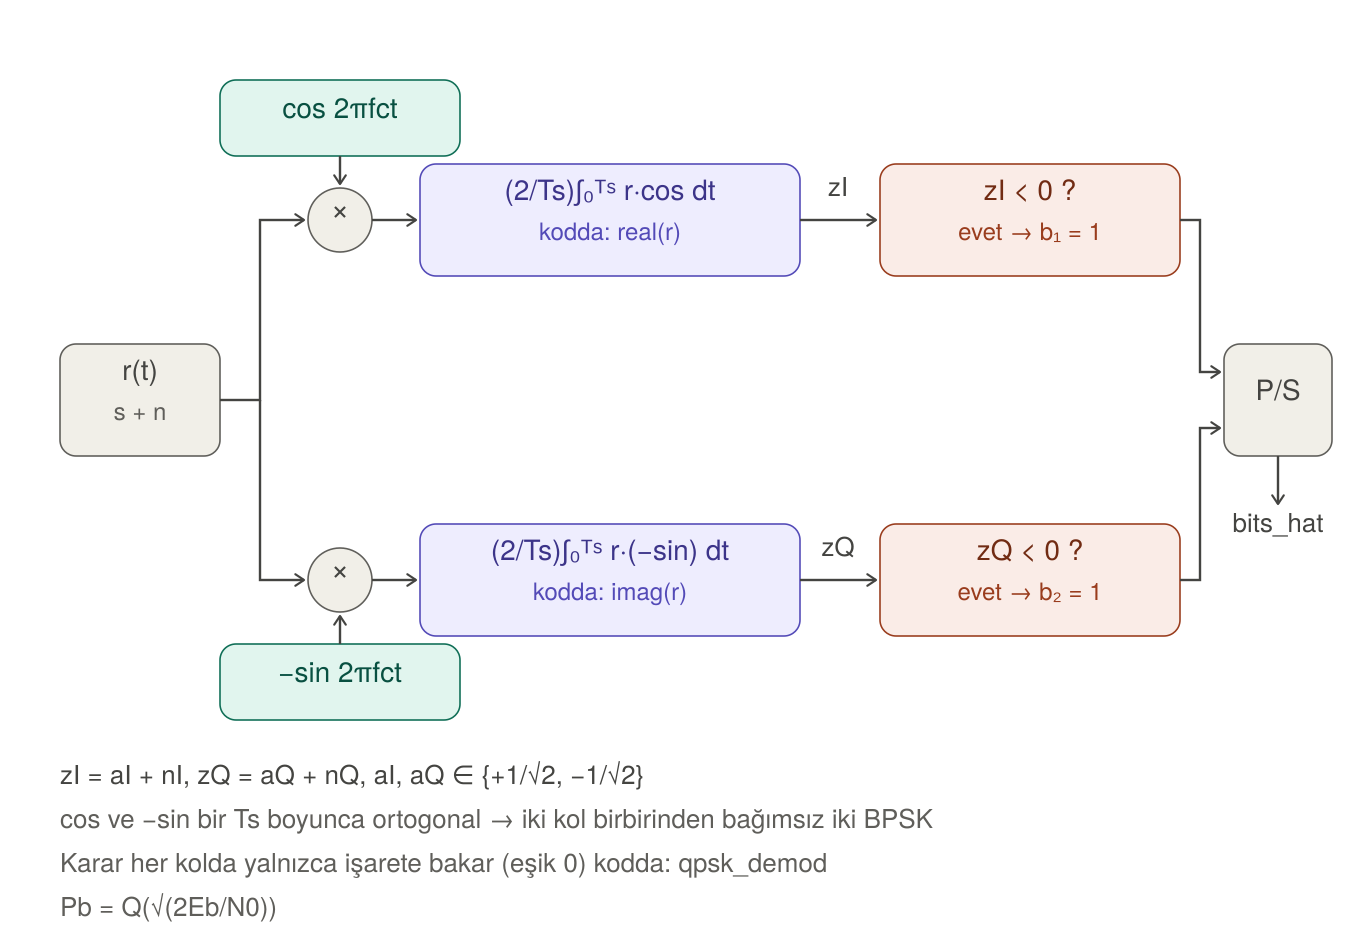 cos 2πfct
×
(2/Ts)∫₀ᵀˢ r·cos dt
kodda: real(r)
zI
zI < 0 ?
evet → b₁ = 1
r(t)
s + n
P/S
bits_hat
×
(2/Ts)∫₀ᵀˢ r·(−sin) dt
kodda: imag(r)
zQ
zQ < 0 ?
evet → b₂ = 1
−sin 2πfct
zI = aI + nI, zQ = aQ + nQ, aI, aQ ∈ {+1/√2, −1/√2}
cos ve −sin bir Ts boyunca ortogonal → iki kol birbirinden bağımsız iki BPSK
Karar her kolda yalnızca işarete bakar (eşik 0) kodda: qpsk_demod
Pb = Q(√(2Eb/N0))